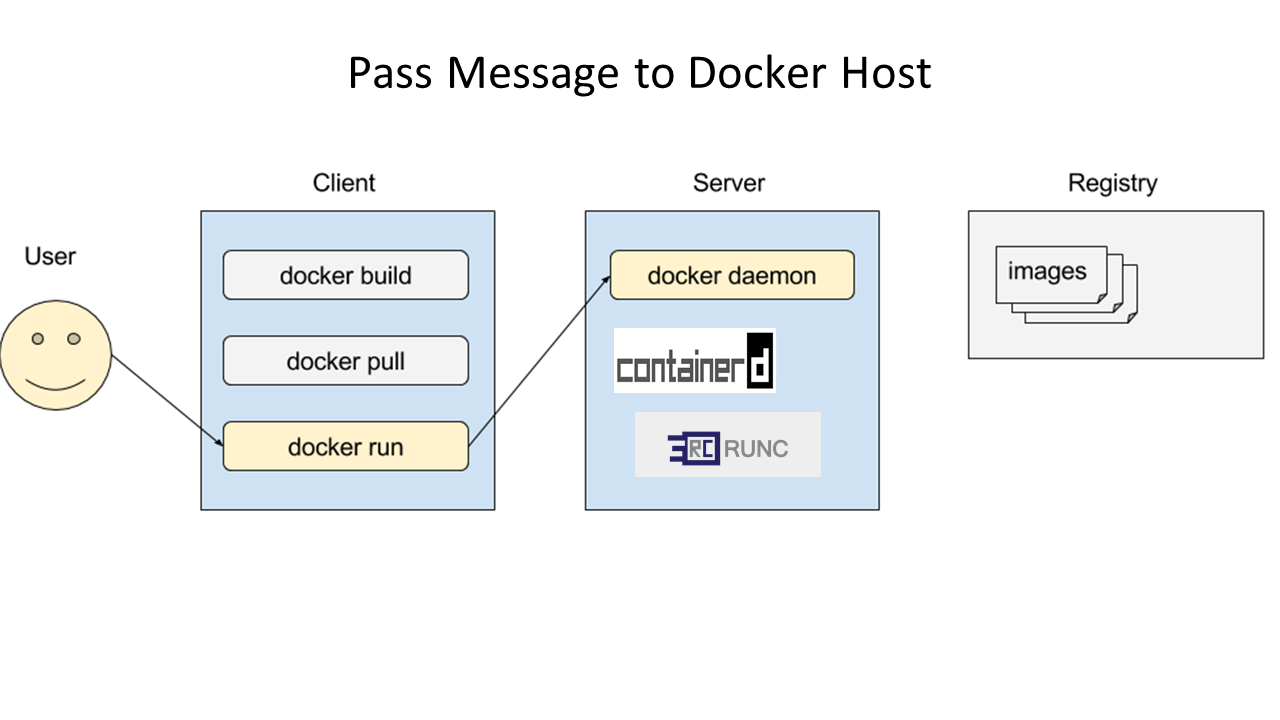 Pass Message to Docker Host
Client
Server
Registry
User
docker build
docker daemon
images
docker pull
containerd
docker run
RC RUNC